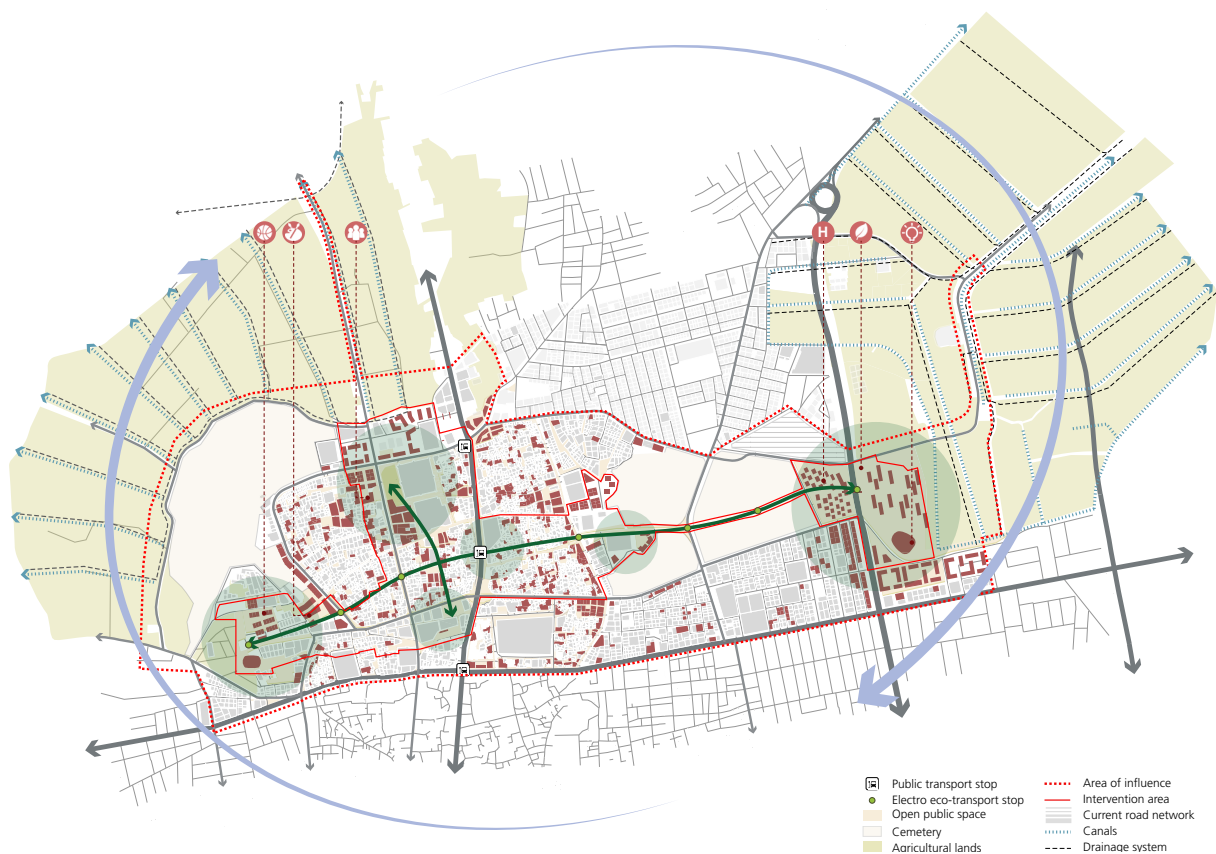 H
Public transport stop
Electro eco-transport stop
Open public space
Cemetery
Agricultural lands
Area of influence
Intervention area
Current road network
Canals
Drainage system